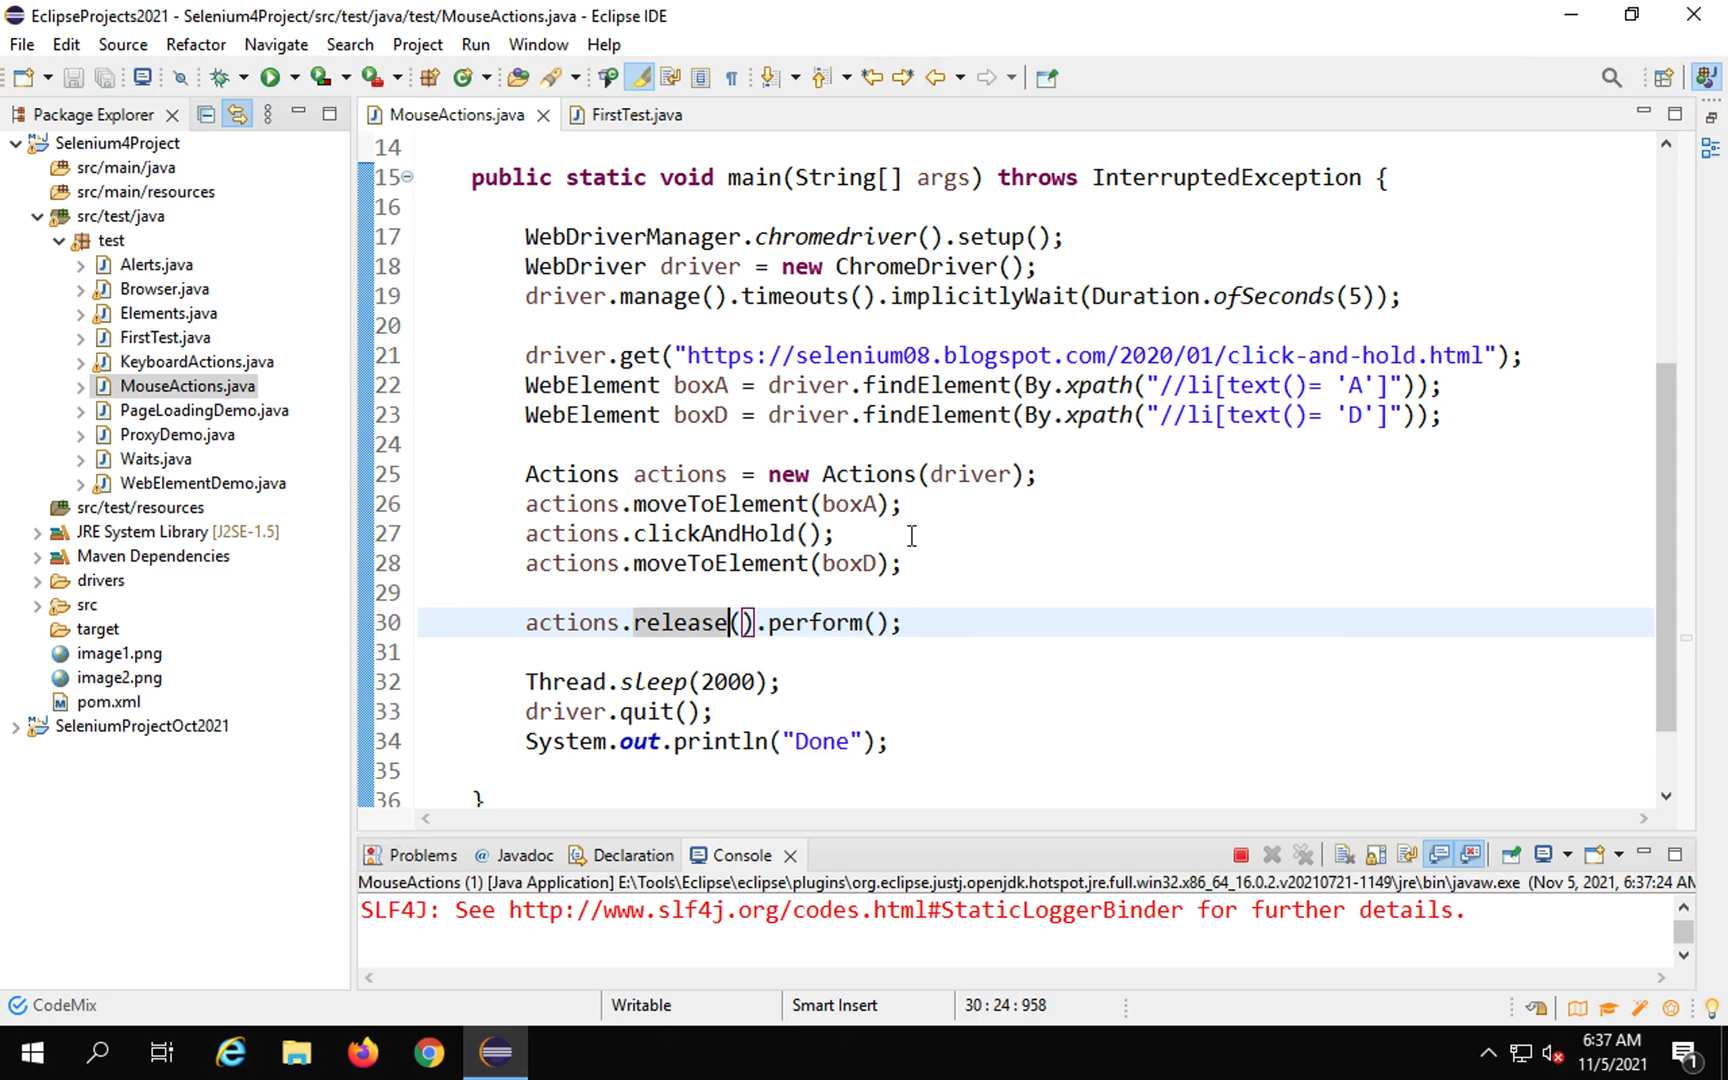 EclipseProjects2021 - Selenium4Project/src/test/java/test/MouseActions.java - Eclipse IDE
File Edit Source Refactor Navigate Search Project Run Window Help
Package Explorer
Selenium4Project
src/main/java
src/main/resources
src/test/java
test
Alerts.java
Browser.java
Elements.java
FirstTest.java
KeyboardActions.java
MouseActions.java
PageLoadingDemo.java
ProxyDemo.java
Waits.java
WebElementDemo.java
src/test/resources
JRE System Library [J2SE-1.5]
Maven Dependencies
drivers
src
target
image1.png
image2.png
pom.xml
SeleniumProjectOct2021
MouseActions.java FirstTest.java
14
15 public static void main(String[] args) throws InterruptedException {
16
17 WebDriverManager.chromedriver().setup();
18 WebDriver driver = new ChromeDriver();
19 driver.manage().timeouts().implicitlyWait(Duration.ofSeconds(5));
20
21 driver.get("https://selenium08.blogspot.com/2020/01/click-and-hold.html");
22 WebElement boxA = driver.findElement(By.xpath("//li[text()= 'A']"));
23 WebElement boxD = driver.findElement(By.xpath("//li[text()= 'D']"));
24
25 Actions actions = new Actions(driver);
26 actions.moveToElement(boxA);
27 actions.clickAndHold();
28 actions.moveToElement(boxD);
29
30 actions.release().perform();
31
32 Thread.sleep(2000);
33 driver.quit();
34 System.out.println("Done");
35
36 }
Problems @ Javadoc Declaration Console
MouseActions (1) [Java Application] E:\Tools\Eclipse\eclipse\plugins\org.eclipse.justj.openjdk.hotspot.jre.full.win32.x86_64_16.0.2.v20210721-1149\jre\bin\javaw.exe (Nov 5, 2021, 6:37:24 AM
SLF4J: See http://www.slf4j.org/codes.html#StaticLoggerBinder for further details.
CodeMix Writable Smart Insert 30 : 24 : 958
6:37 AM
11/5/2021
1